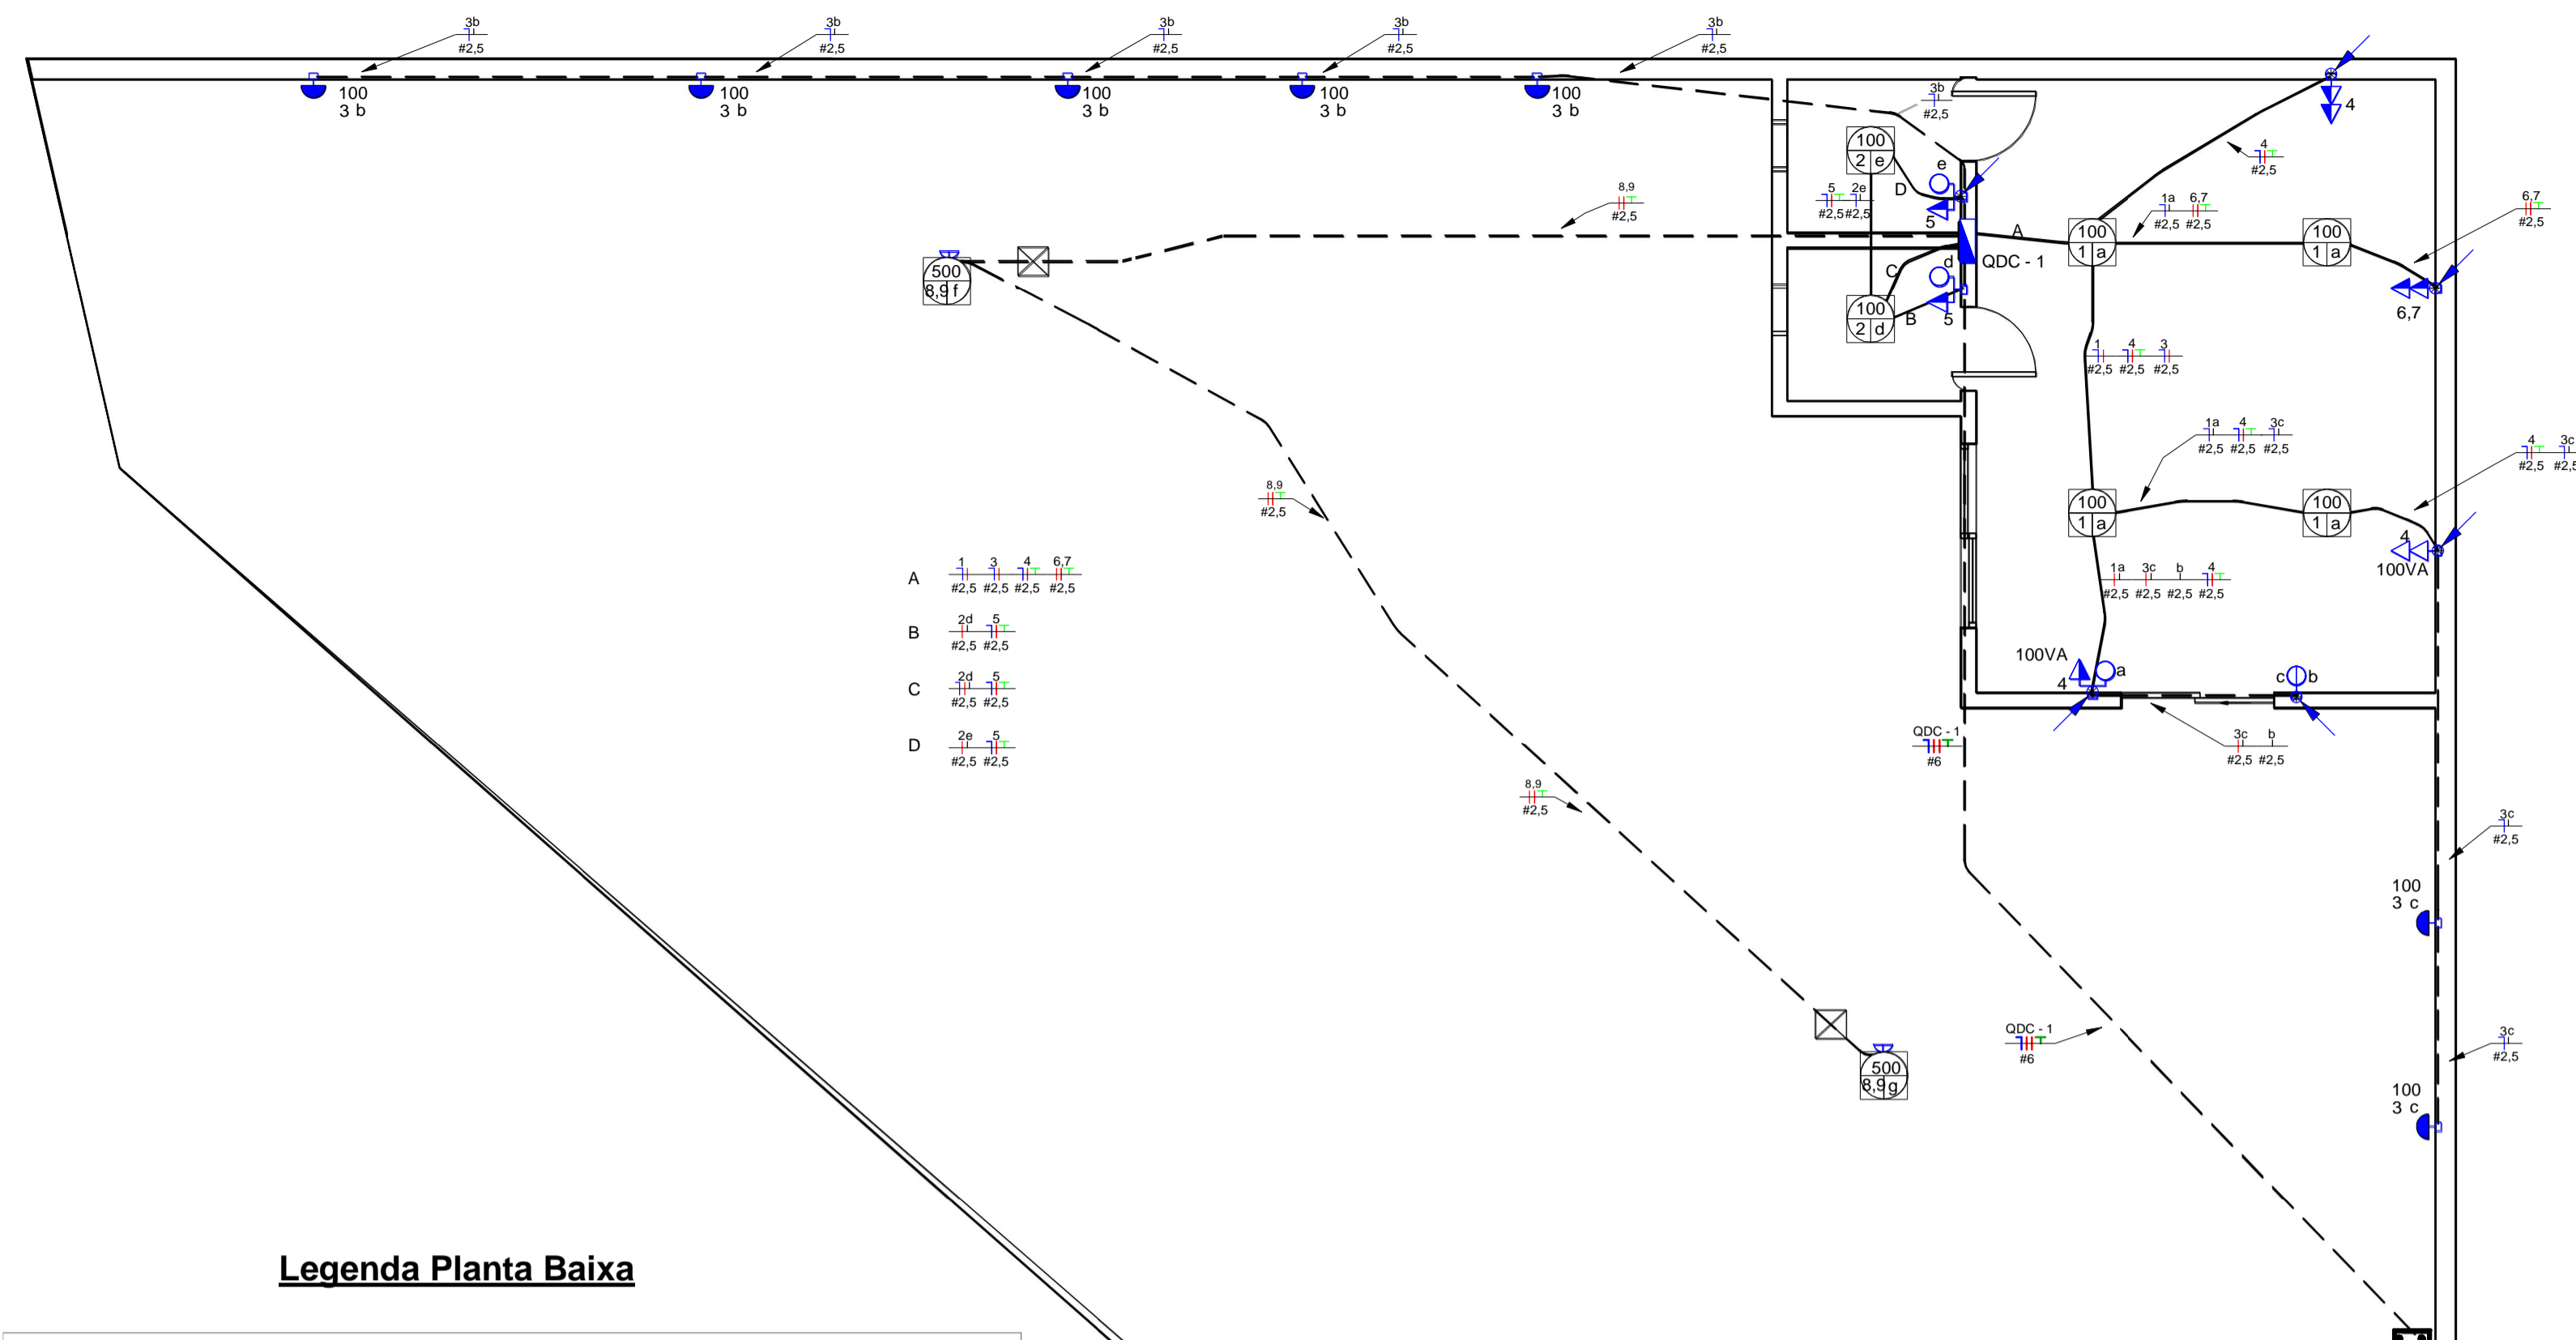 3b 3b 3b 3b 3b
#2,5 #2,5 #2,5 #2,5 #2,5
100 100 100 100 100
3 b 3 b 3 b 3 b 3 b
3b
#2,5
4
4
#2,5
100
2 e
e
D
5 2e
#2,5 #2,5
5
8,9
#2,5
1a 6,7
#2,5 #2,5
6,7
#2,5
A
100
1 a
100
1 a
QDC - 1
500
8,9 f
C
d
100
2 d
B
5
6,7
1 4 3
#2,5 #2,5 #2,5
1a 4 3c
#2,5 #2,5 #2,5
4 3c
#2,5 #2,5
8,9
#2,5
100
1 a
100
1 a
4
100VA
A
1 3 4 6,7
#2,5 #2,5 #2,5 #2,5
1a 3c b 4
#2,5 #2,5 #2,5 #2,5
B
2d 5
#2,5 #2,5
100VA
a
4
c b
C
2d 5
#2,5 #2,5
D
2e 5
#2,5 #2,5
QDC - 1
#6
3c b
#2,5 #2,5
8,9
#2,5
3c
#2,5
100
3 c
QDC - 1
#6
3c
#2,5
500
8,9 g
100
3 c
Legenda Planta Baixa